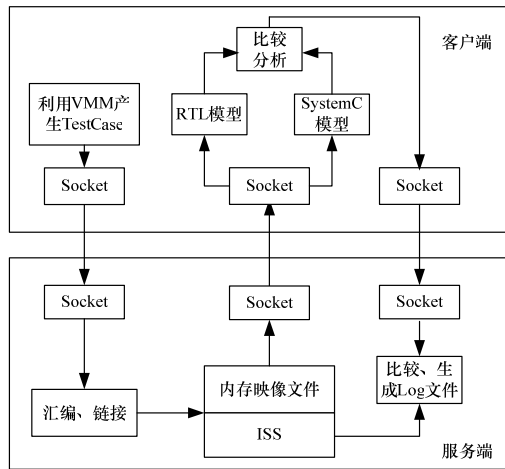 比较
分析
客户端
利用VMM产
生TestCase
RTL模型
SystemC
模型
Socket
Socket
Socket
Socket
Socket
Socket
汇编、链接
内存映像文件
ISS
比较、生
成Log文件
服务端